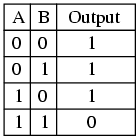 A B Output
0 0 1
0 1 1
1 0 1
1 1 0